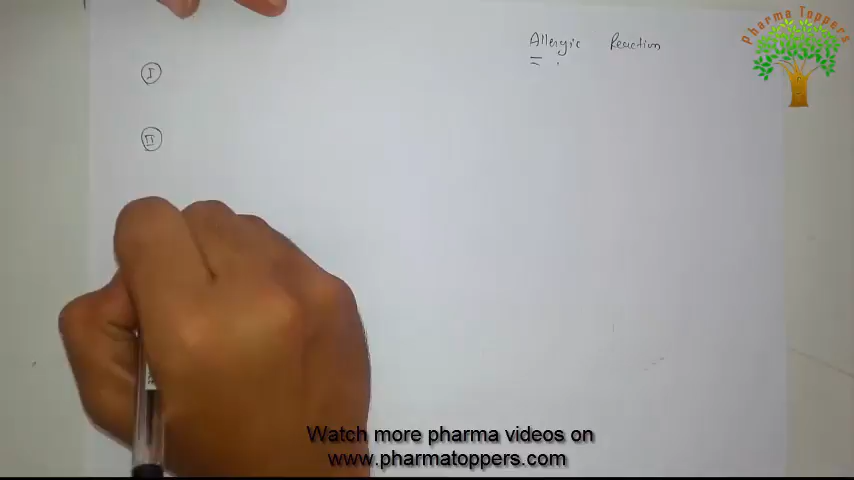 Pharma Toppers
Allergic Reaction
I
II
Watch more pharma videos on
www.pharmatoppers.com